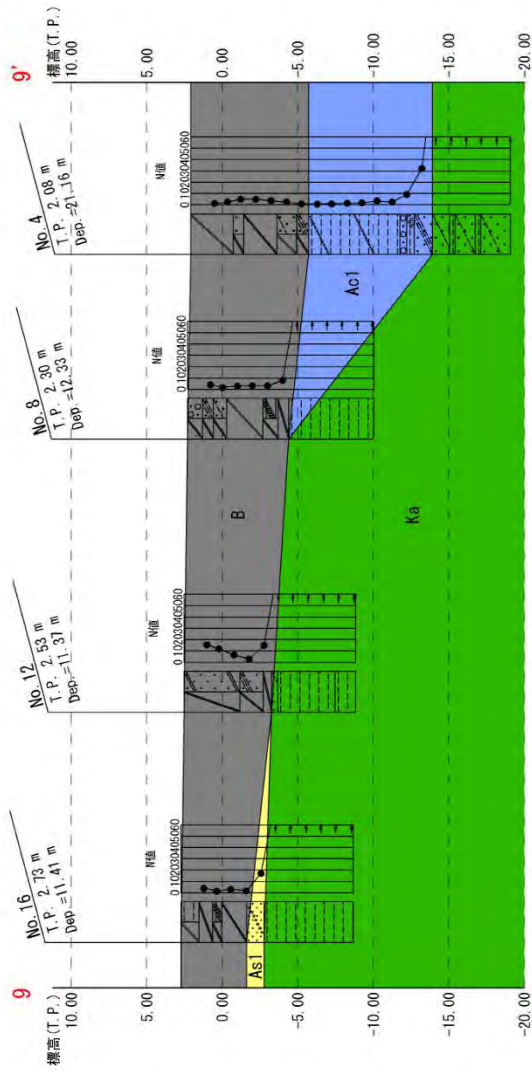 9
9'
標高(T.P.)
標高(T.P.)
10.00
5.00
0.00
-5.00
-10.00
-15.00
-20.00
10.00
5.00
0.00
-5.00
-10.00
-15.00
-20.00
No. 16
T.P. 2.73 m
Dep.=11.41 m
N値
0 102030405060
No. 12
T.P. 2.53 m
Dep.=11.37 m
N値
0 102030405060
No. 8
T.P. 2.30 m
Dep.=12.33 m
N値
0 102030405060
No. 4
T.P. 2.08 m
Dep.=21.16 m
N値
0 102030405060
B
As1
Ac1
Ka